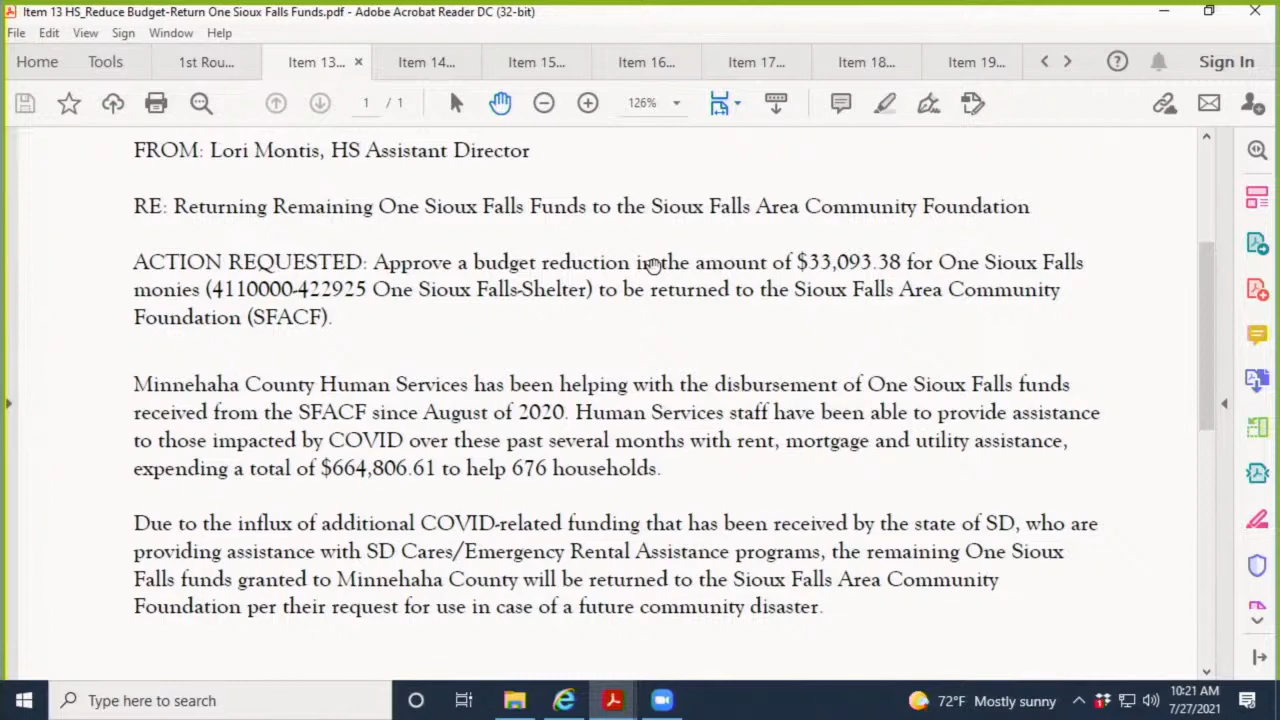 Item 13 HS_Reduce Budget-Return One Sioux Falls Funds.pdf - Adobe Acrobat Reader DC (32-bit)
File Edit View Sign Window Help
Home Tools 1st Rou... Item 13... × Item 14... Item 15... Item 16... Item 17... Item 18... Item 19... Sign In
1 / 1 126%
FROM: Lori Montis, HS Assistant Director
RE: Returning Remaining One Sioux Falls Funds to the Sioux Falls Area Community Foundation
ACTION REQUESTED: Approve a budget reduction in the amount of $33,093.38 for One Sioux Falls
monies (4110000-422925 One Sioux Falls-Shelter) to be returned to the Sioux Falls Area Community
Foundation (SFACF).
Minnehaha County Human Services has been helping with the disbursement of One Sioux Falls funds
received from the SFACF since August of 2020. Human Services staff have been able to provide assistance
to those impacted by COVID over these past several months with rent, mortgage and utility assistance,
expending a total of $664,806.61 to help 676 households.
Due to the influx of additional COVID-related funding that has been received by the state of SD, who are
providing assistance with SD Cares/Emergency Rental Assistance programs, the remaining One Sioux
Falls funds granted to Minnehaha County will be returned to the Sioux Falls Area Community
Foundation per their request for use in case of a future community disaster.
Type here to search
72°F Mostly sunny
10:21 AM
7/27/2021